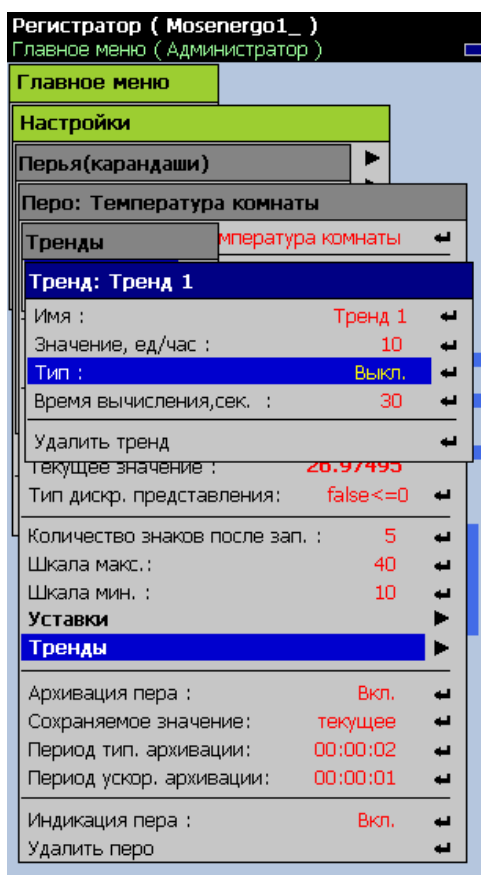 Регистратор ( Mosenergo1_ )
Главное меню ( Администратор )
Главное меню
Настройки
Перья(карандаши)
Перо: Температура комнаты
Тренды мпература комнаты
Тренд: Тренд 1
Имя : Тренд 1
Значение, ед/час : 10
Тип : Выкл.
Время вычисления,сек. : 30
Удалить тренд
Текущее значение : 26.97495
Тип дискр. представления: false<=0
Количество знаков после зап. : 5
Шкала макс.: 40
Шкала мин. : 10
Уставки
Тренды
Архивация пера : Вкл.
Сохраняемое значение: текущее
Период тип. архивации: 00:00:02
Период ускор. архивации: 00:00:01
Индикация пера : Вкл.
Удалить перо